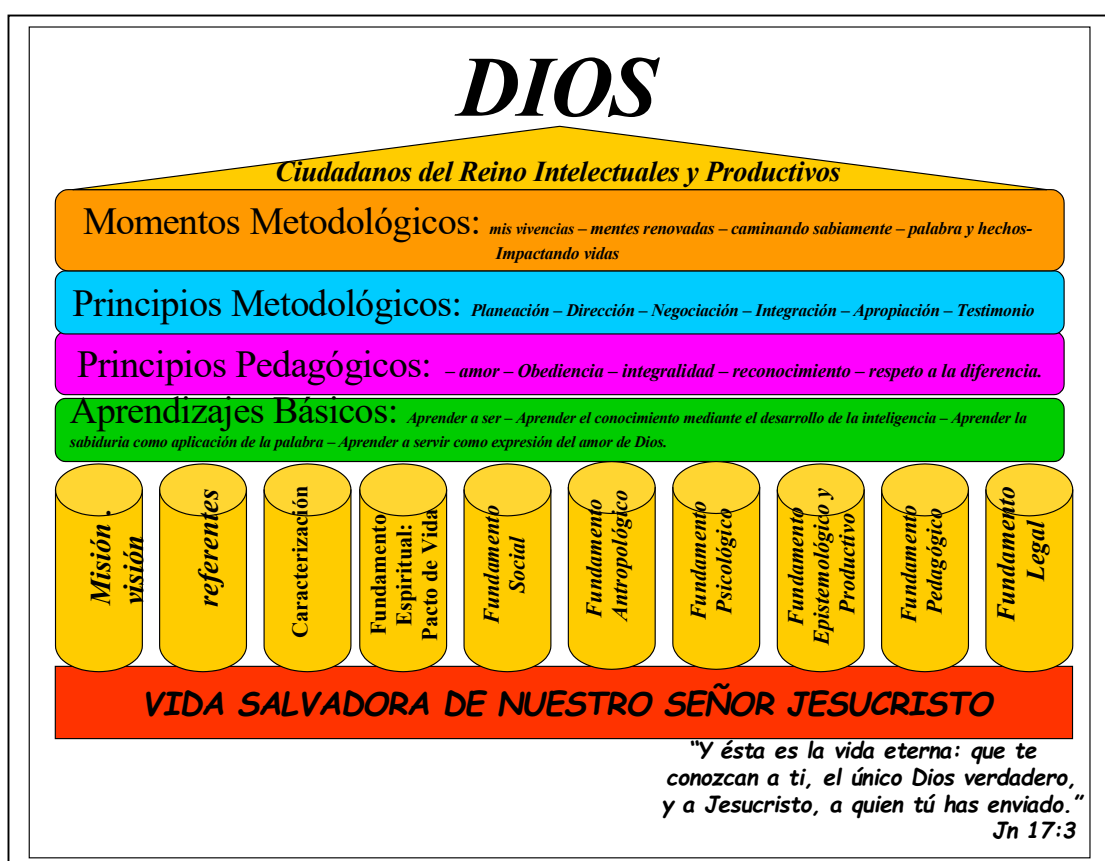 DIOS
Ciudadanos del Reino Intelectuales y Productivos
Momentos Metodológicos: mis vivencias – mentes renovadas – caminando sabiamente – palabra y hechos-
Impactando vidas
Principios Metodológicos: Planeación – Dirección – Negociación – Integración – Apropiación – Testimonio
Principios Pedagógicos: – amor – Obediencia – integralidad – reconocimiento – respeto a la diferencia.
Aprendizajes Básicos: Aprender a ser – Aprender el conocimiento mediante el desarrollo de la inteligencia – Aprender la
sabiduria como aplicación de la palabra – Aprender a servir como expresión del amor de Dios.
Misión .
visión
referentes
Caracterización
Fundamento
Espiritual:
Pacto de Vida
Fundamento
Social
Fundamento
Antropológico
Fundamento
Psicológico
Fundamento
Epistemológico y
Productivo
Fundamento
Pedagógico
Fundamento
Legal
VIDA SALVADORA DE NUESTRO SEÑOR JESUCRISTO
“Y ésta es la vida eterna: que te
conozcan a ti, el único Dios verdadero,
y a Jesucristo, a quien tú has enviado.”
Jn 17:3